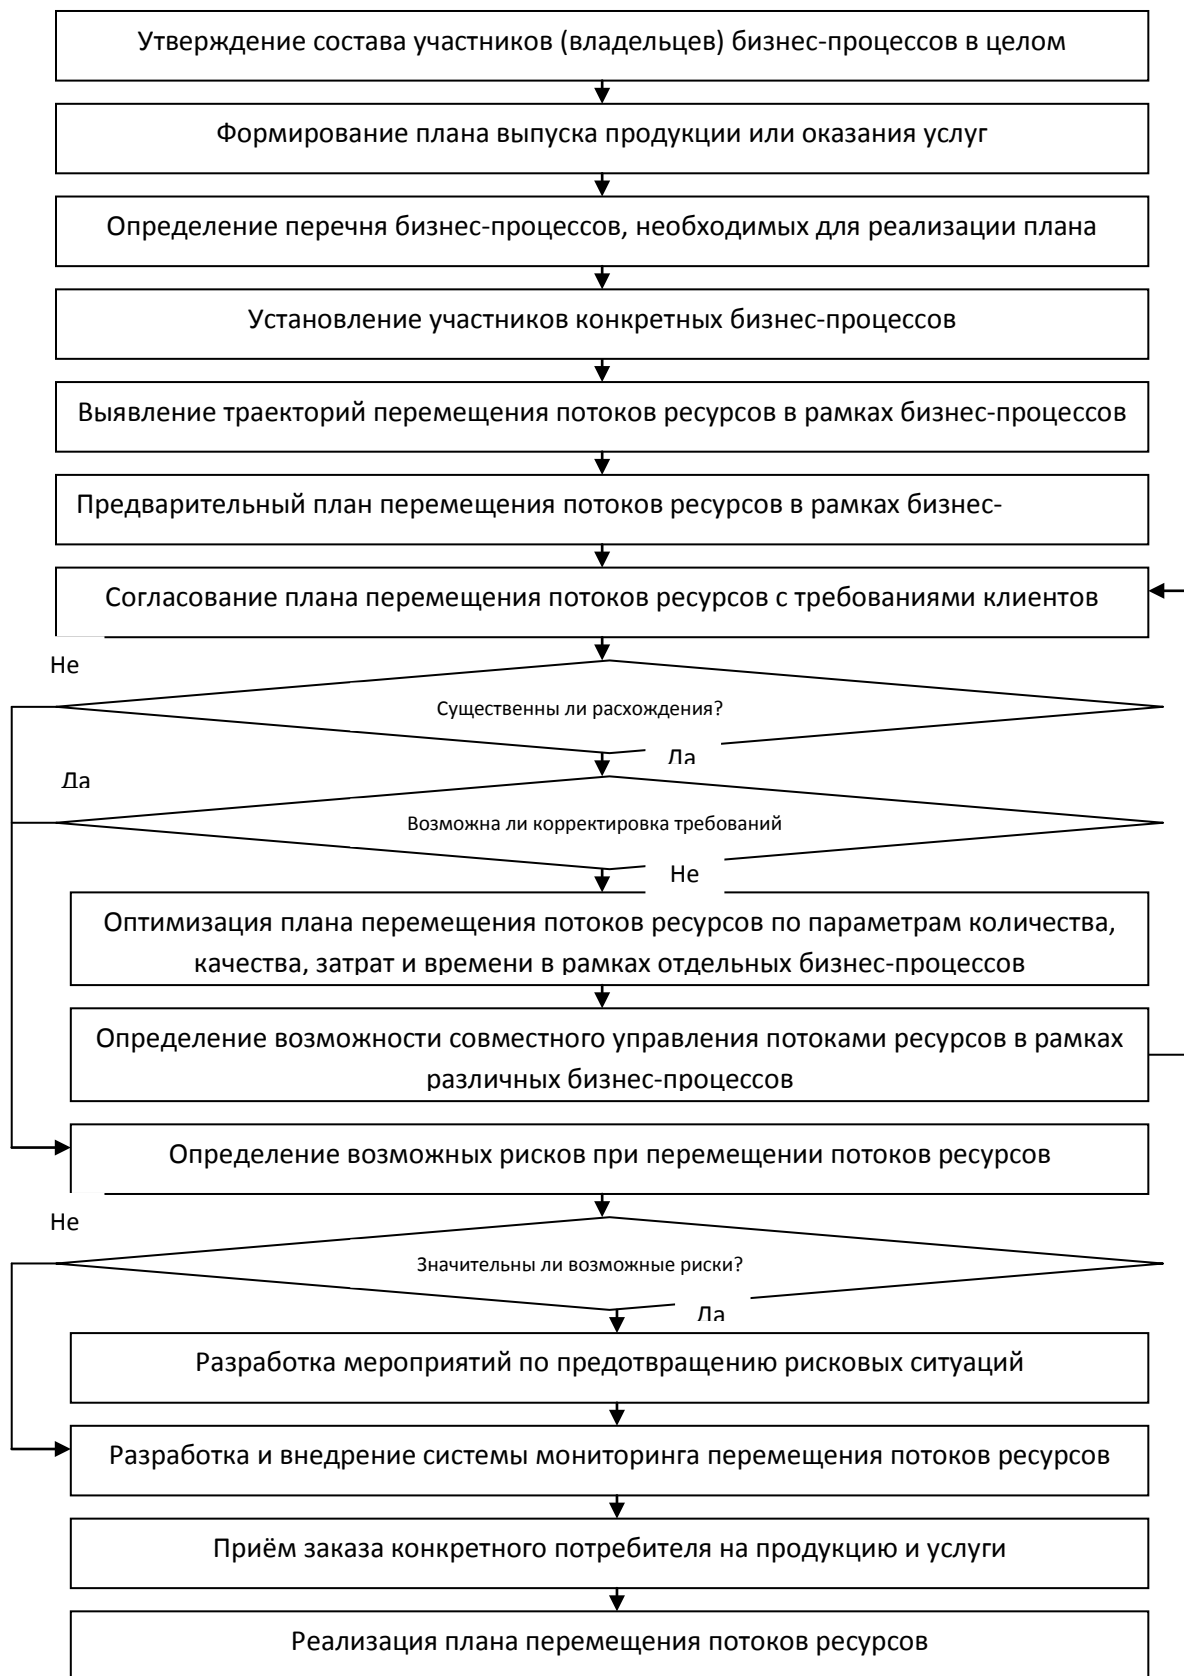 Утверждение состава участников (владельцев) бизнес-процессов в целом
Формирование плана выпуска продукции или оказания услуг
Определение перечня бизнес-процессов, необходимых для реализации плана
Установление участников конкретных бизнес-процессов
Выявление траекторий перемещения потоков ресурсов в рамках бизнес-процессов
Предварительный план перемещения потоков ресурсов в рамках бизнес-
Согласование плана перемещения потоков ресурсов с требованиями клиентов
Не
Существенны ли расхождения?
Да
Да
Возможна ли корректировка требований
Не
Оптимизация плана перемещения потоков ресурсов по параметрам количества,
качества, затрат и времени в рамках отдельных бизнес-процессов
Определение возможности совместного управления потоками ресурсов в рамках
различных бизнес-процессов
Определение возможных рисков при перемещении потоков ресурсов
Не
Значительны ли возможные риски?
Да
Разработка мероприятий по предотвращению рисковых ситуаций
Разработка и внедрение системы мониторинга перемещения потоков ресурсов
Приём заказа конкретного потребителя на продукцию и услуги
Реализация плана перемещения потоков ресурсов